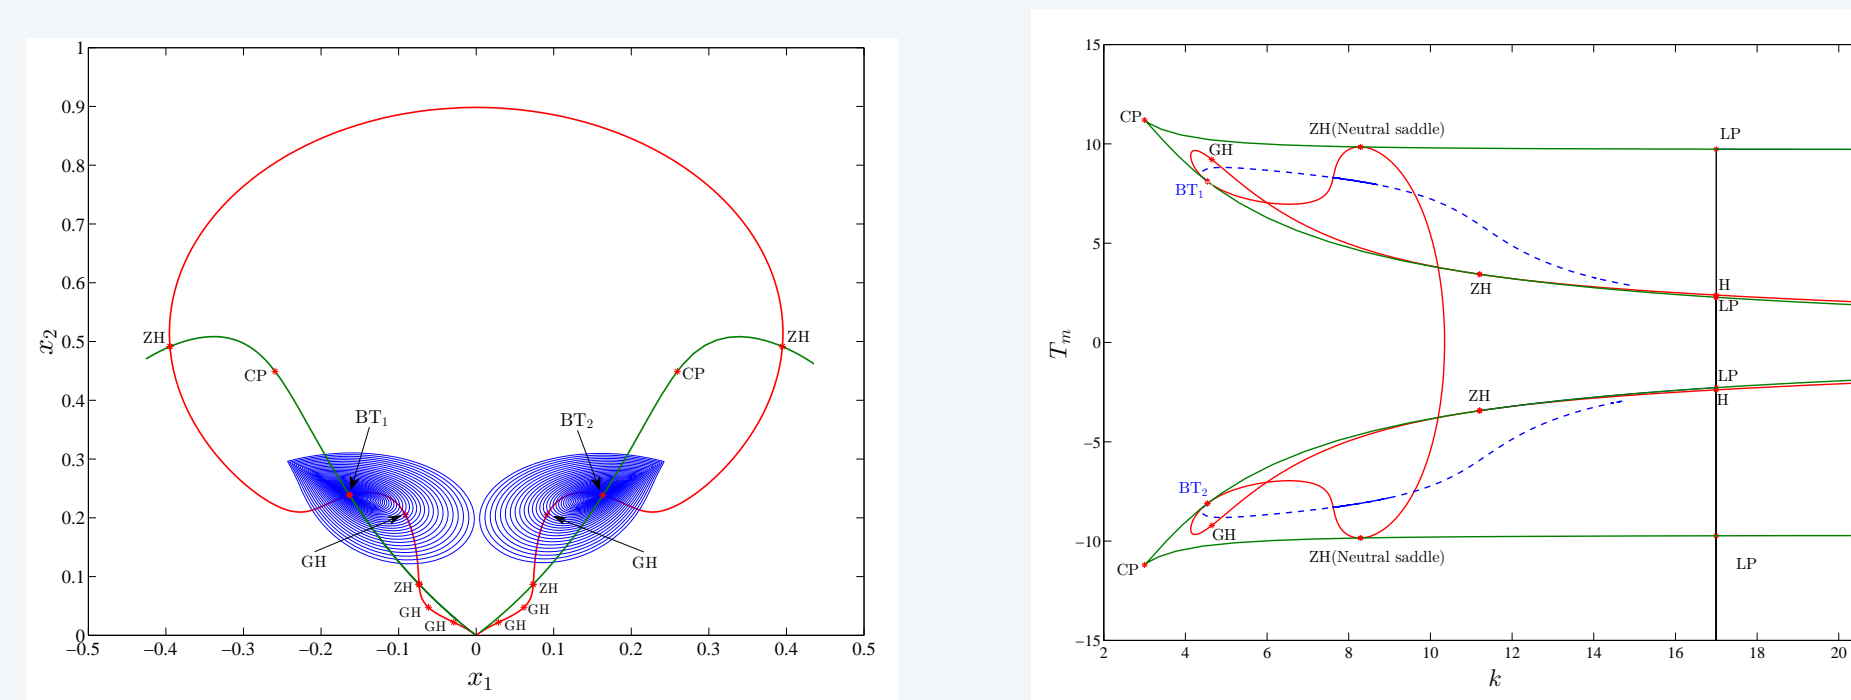 1
0.9
0.8
0.7
0.6
0.5
0.4
0.3
0.2
0.1
0
x2
ZH
ZH
CP
CP
BT1
BT2
GH
GH
ZH
ZH
GH
GH
GH
GH
−0.5 −0.4 −0.3 −0.2 −0.1 0 0.1 0.2 0.3 0.4 0.5
x1
15
10
5
0
−5
−10
−15
Tm
CP
GH
BT1
ZH(Neutral saddle)
LP
ZH
H
LP
ZH
LP
H
BT2
GH
CP
ZH(Neutral saddle)
LP
2 4 6 8 10 12 14 16 18 20
k